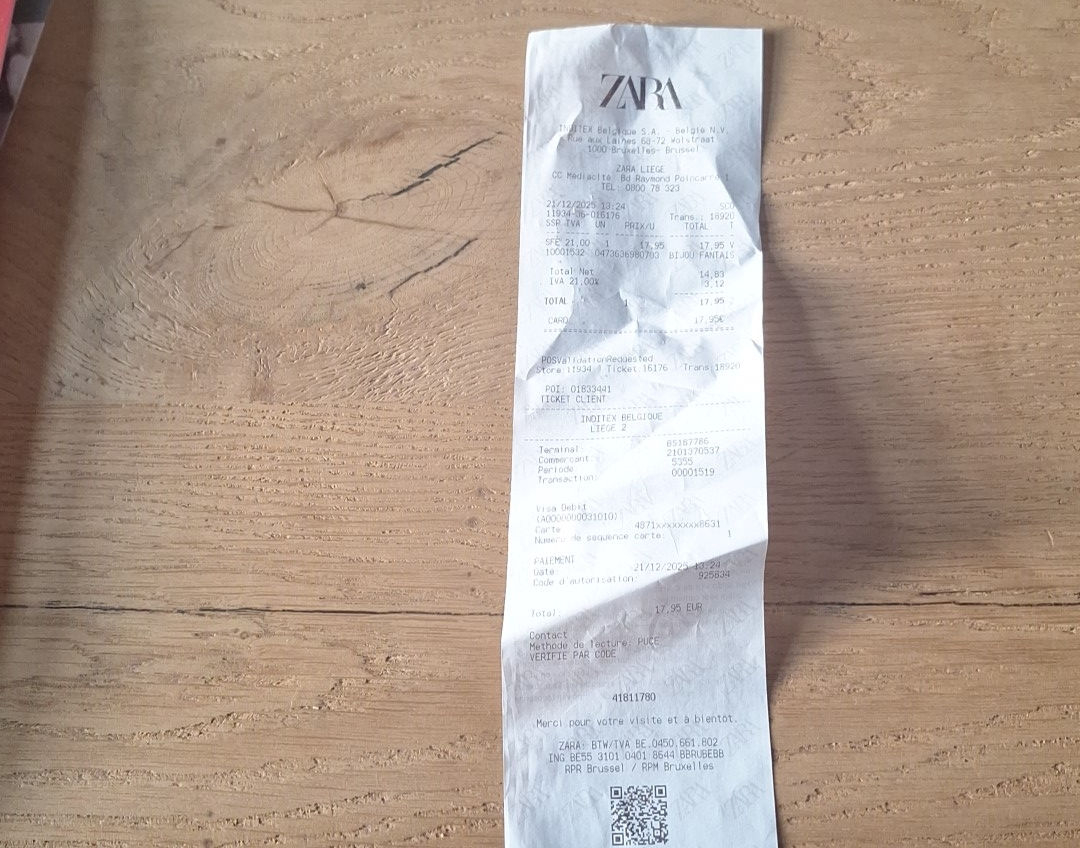 ZARA
INDITEX Belgique S.A. - Belgie N.V.
Rue aux Laines 68-72 Wolstraat
1000-Bruxelles- Brussel
ZARA LIEGE
CC Mediacite. Bd Raymond Poincarre 1
TEL: 0800 78 323
21/12/2025 13:24 SCO
11934-36-016176 Trans.: 18920
SSP TVA UN PRIX/U TOTAL T
SFE 21,00 1 17,95 17,95 V
10001532 0473636980703 BIJOU FANTAIS
Total Net 14,83
IVA 21,00% 3,12
TOTAL 1 17,95
CARD 17,95€
POSValidationRequested
Store:11934 Ticket:16176 Trans:18920
POI: 01833441
TICKET CLIENT
INDITEX BELGIQUE
LIEGE 2
Terminal 85187786
Commercant: 2101370537
Periode 5355
Transaction: 00001519
Visa Debit
(A0000000031010)
Carte 4871xxxxxxxx8631
Numero de sequence carte: 1
PAIEMENT
Date: 21/12/2025 13:24
Code d'autorisation: 925834
Total: 17,95 EUR
Contact
Methode de lecture: PUCE
VERIFIE PAR CODE
41811780
Merci pour votre visite et à bientôt.
ZARA: BTW/TVA BE.0450.661.802
ING BE55 3101 0401 8644 BBRUBEBB
RPR Brussel / RPM Bruxelles